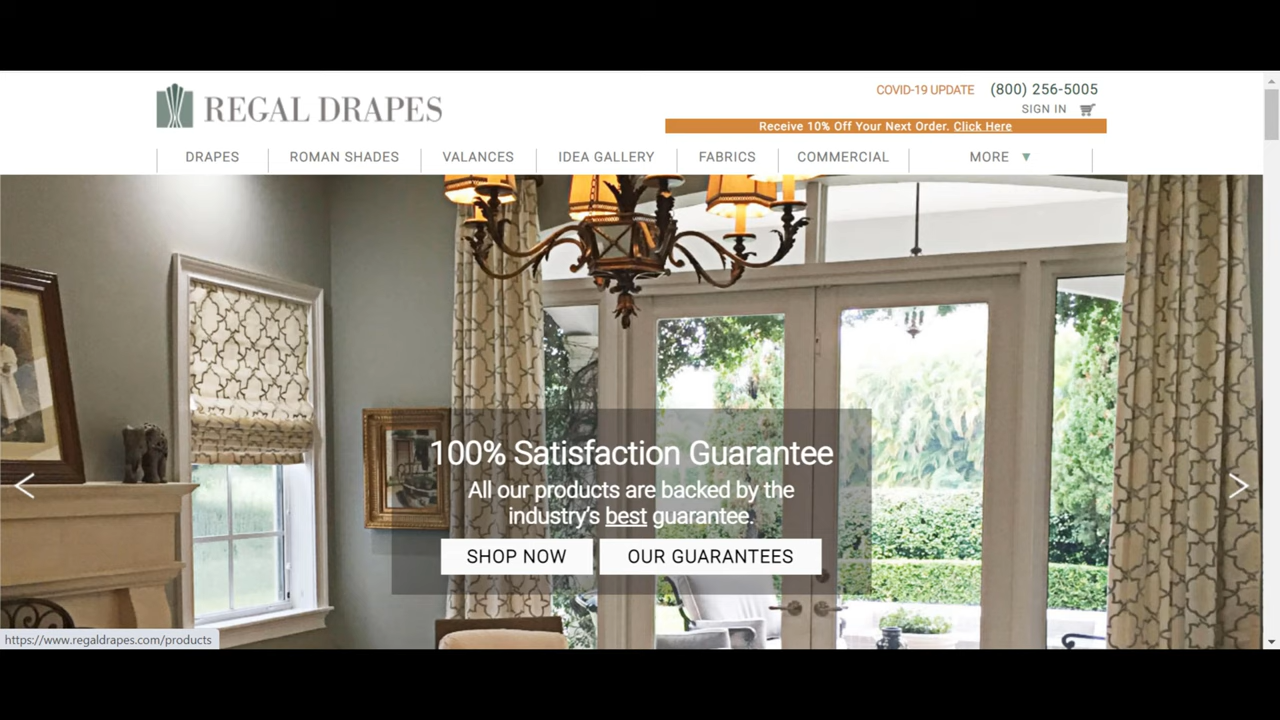 REGAL DRAPES
COVID-19 UPDATE (800) 256-5005
SIGN IN
Receive 10% Off Your Next Order. Click Here
DRAPES ROMAN SHADES VALANCES IDEA GALLERY FABRICS COMMERCIAL MORE ▼
100% Satisfaction Guarantee
All our products are backed by the
industry's best guarantee.
SHOP NOW OUR GUARANTEES
https://www.regaldrapes.com/products